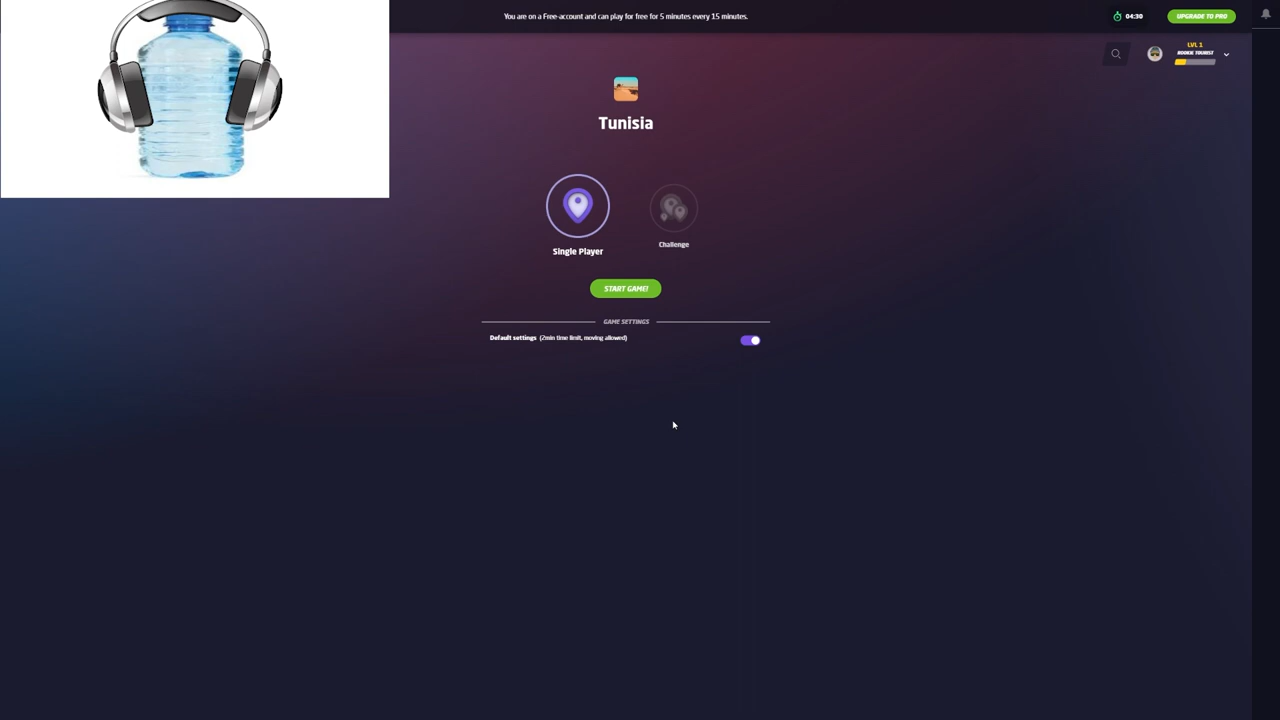 You are on a Free-account and can play for free for 5 minutes every 15 minutes.
04:30
UPGRADE TO PRO
LVL 1
ROOKIE TOURIST
Tunisia
Single Player
Challenge
START GAME!
GAME SETTINGS
Default settings (2min time limit, moving allowed)